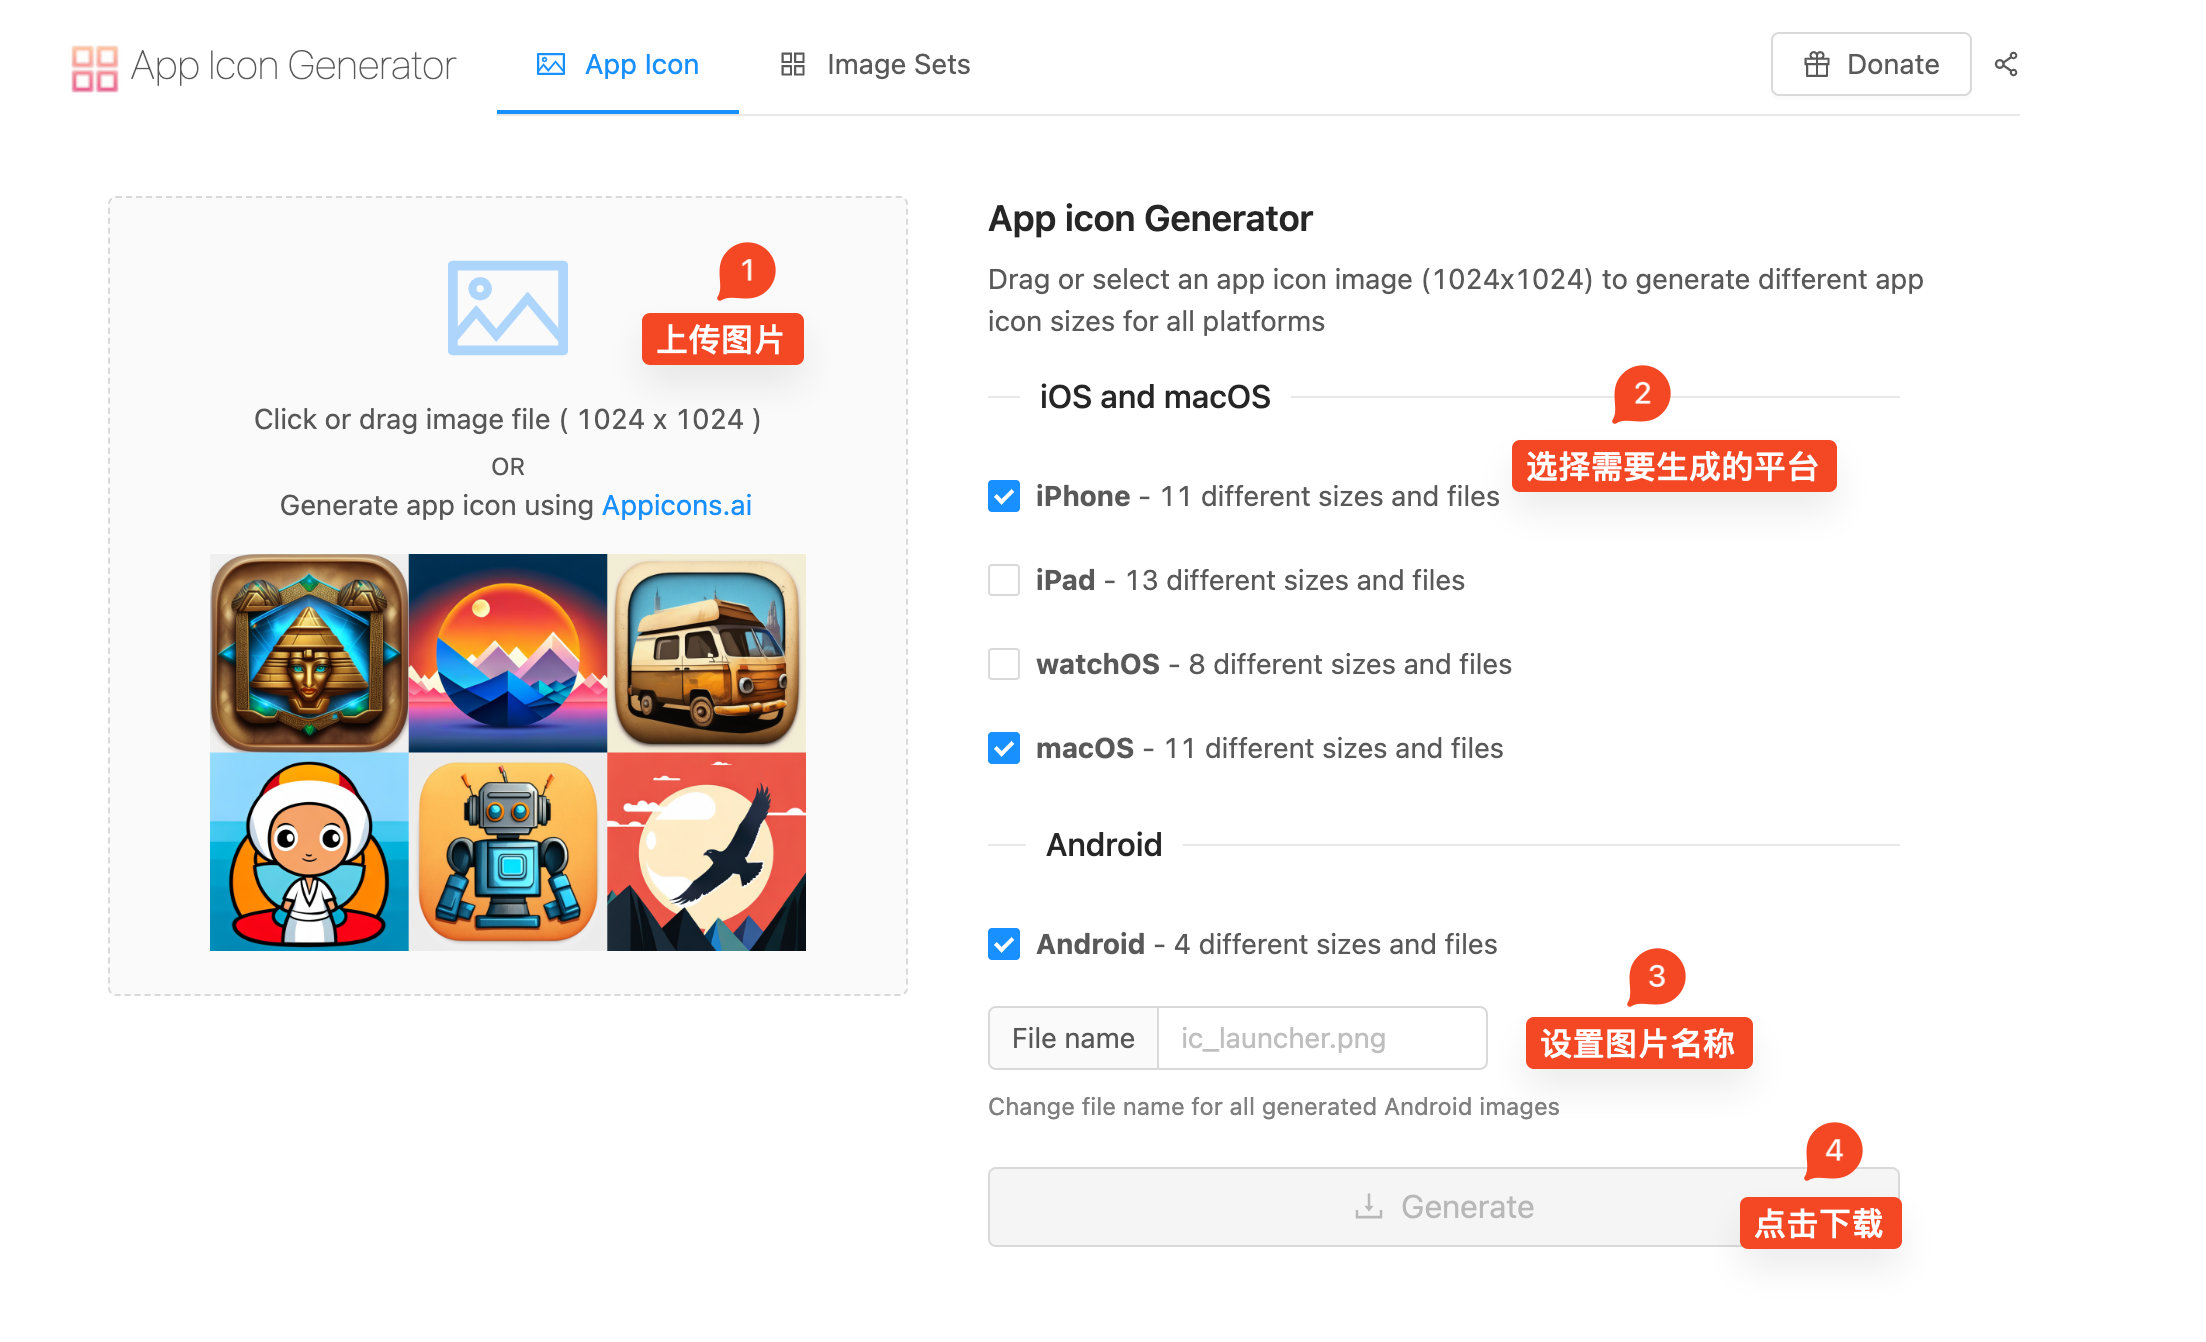 App Icon Generator
App Icon
Image Sets
Donate
1
上传图片
Click or drag image file ( 1024 x 1024 )
OR
Generate app icon using Appicons.ai
App icon Generator
Drag or select an app icon image (1024x1024) to generate different app
icon sizes for all platforms
iOS and macOS
2
选择需要生成的平台
iPhone - 11 different sizes and files
iPad - 13 different sizes and files
watchOS - 8 different sizes and files
macOS - 11 different sizes and files
Android
Android - 4 different sizes and files
3
File name
ic_launcher.png
设置图片名称
Change file name for all generated Android images
4
Generate
点击下载